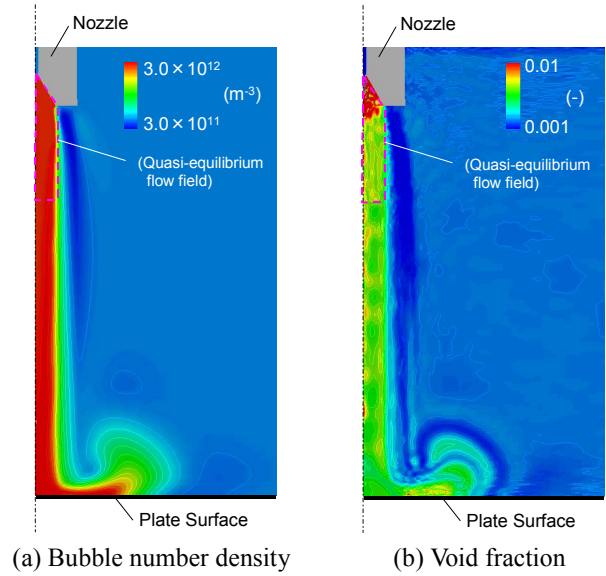 Nozzle
3.0×10¹²
(m⁻³)
3.0×10¹¹
(Quasi-equilibrium
flow field)
Plate Surface
(a) Bubble number density
Nozzle
0.01
(-)
0.001
(Quasi-equilibrium
flow field)
Plate Surface
(b) Void fraction